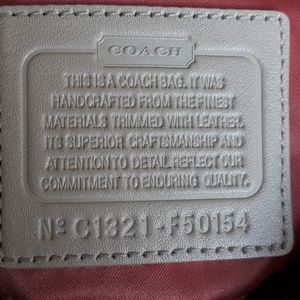 COACH
THIS IS A COACH BAG. IT WAS
HANDCRAFTED FROM THE FINEST
MATERIALS TRIMMED WITH LEATHER.
ITS SUPERIOR CRAFTSMANSHIP AND
ATTENTION TO DETAIL REFLECT OUR
COMMITMENT TO ENDURING QUALITY.
Nº C1321-F50154